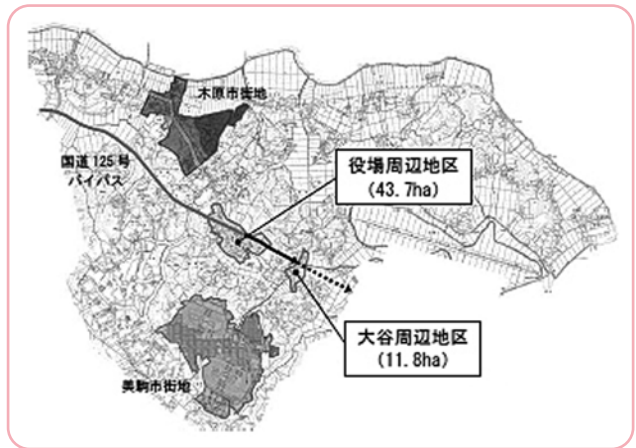 木原市街地
国道125号
バイパス
役場周辺地区
(43.7ha)
大谷周辺地区
(11.8ha)
美駒市街地